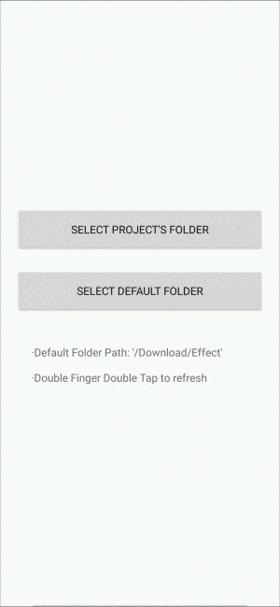 SELECT PROJECT'S FOLDER
SELECT DEFAULT FOLDER
·Default Folder Path: '/Download/Effect'
·Double Finger Double Tap to refresh